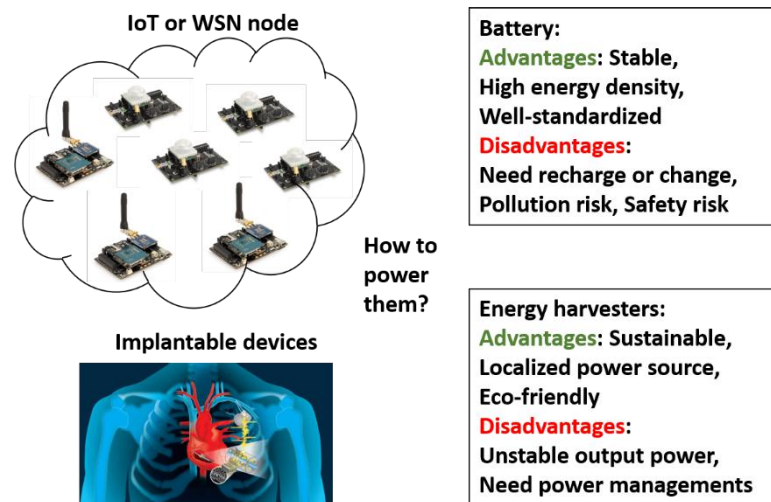 IoT or WSN node
How to
power
them?
Implantable devices
Battery:
Advantages: Stable,
High energy density,
Well-standardized
Disadvantages:
Need recharge or change,
Pollution risk, Safety risk
Energy harvesters:
Advantages: Sustainable,
Localized power source,
Eco-friendly
Disadvantages:
Unstable output power,
Need power managements